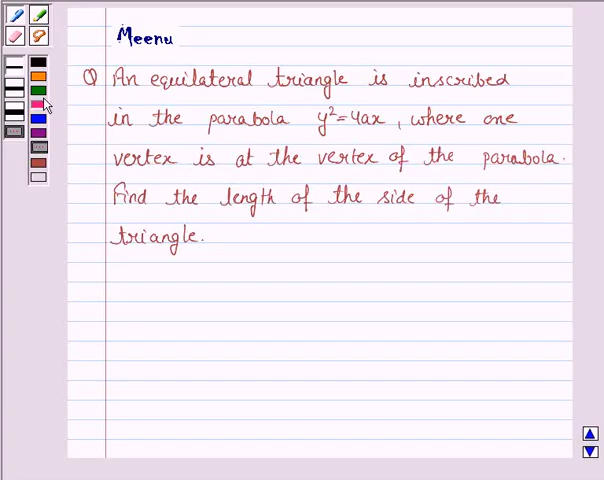 Meenu
Q An equilateral triangle is inscribed
in the parabola y²=4ax, where one
vertex is at the vertex of the parabola.
Find the length of the side of the
triangle.